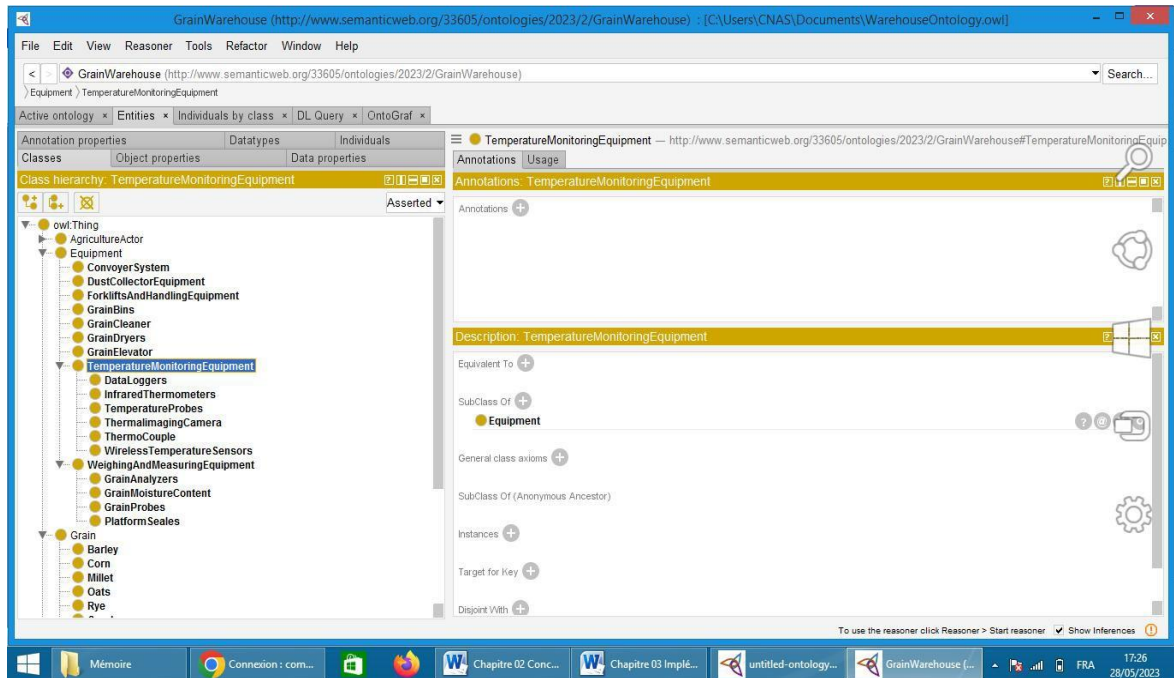 GrainWarehouse (http://www.semanticweb.org/33605/ontologies/2023/2/GrainWarehouse) : [C:\Users\CNAS\Documents\WarehouseOntology.owl]
File Edit View Reasoner Tools Refactor Window Help
< > GrainWarehouse (http://www.semanticweb.org/33605/ontologies/2023/2/GrainWarehouse) Search...
Equipment TemperatureMonitoringEquipment
Active ontology × Entities × Individuals by class × DL Query × OntoGraf ×
Annotation properties Datatypes Individuals
Classes Object properties Data properties
Class hierarchy: TemperatureMonitoringEquipment
Asserted
owl:Thing
AgricultureActor
Equipment
ConvoyerSystem
DustCollectorEquipment
ForkliftsAndHandlingEquipment
GrainBins
GrainCleaner
GrainDryers
GrainElevator
TemperatureMonitoringEquipment
DataLoggers
InfraredThermometers
TemperatureProbes
ThermalimagingCamera
ThermoCouple
WirelessTemperatureSensors
WeighingAndMeasuringEquipment
GrainAnalyzers
GrainMoistureContent
GrainProbes
PlatformSeales
Grain
Barley
Corn
Millet
Oats
Rye
TemperatureMonitoringEquipment — http://www.semanticweb.org/33605/ontologies/2023/2/GrainWarehouse#TemperatureMonitoringEquip
Annotations Usage
Annotations: TemperatureMonitoringEquipment
Annotations
Description: TemperatureMonitoringEquipment
Equivalent To
SubClass Of
Equipment
General class axioms
SubClass Of (Anonymous Ancestor)
Instances
Target for Key
Disjoint With
To use the reasoner click Reasoner > Start reasoner Show Inferences
Mémoire Connexion : com... Chapitre 02 Conc... Chapitre 03 Implé... untitled-ontology... GrainWarehouse (... FRA 17:26
28/05/2023